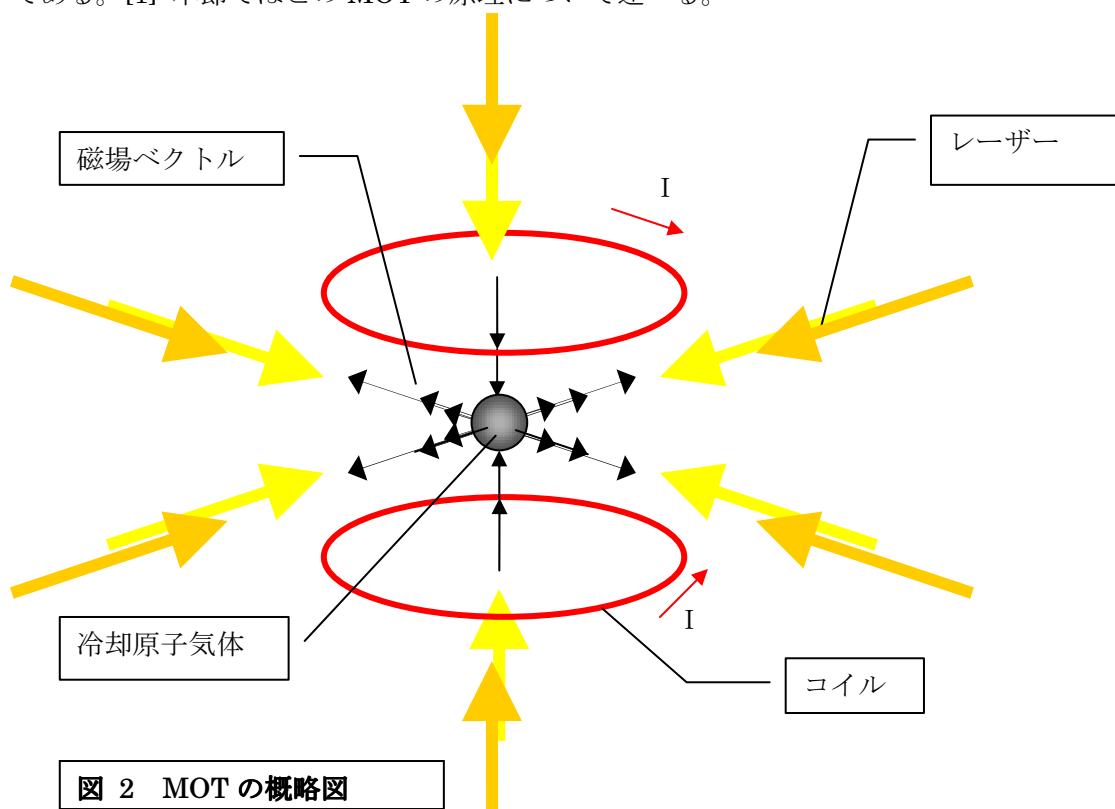 である。[1] 本節ではこの MOT の原理について述べる。
磁場ベクトル
レーザー
I
冷却原子気体
I
コイル
図 2 MOT の概略図